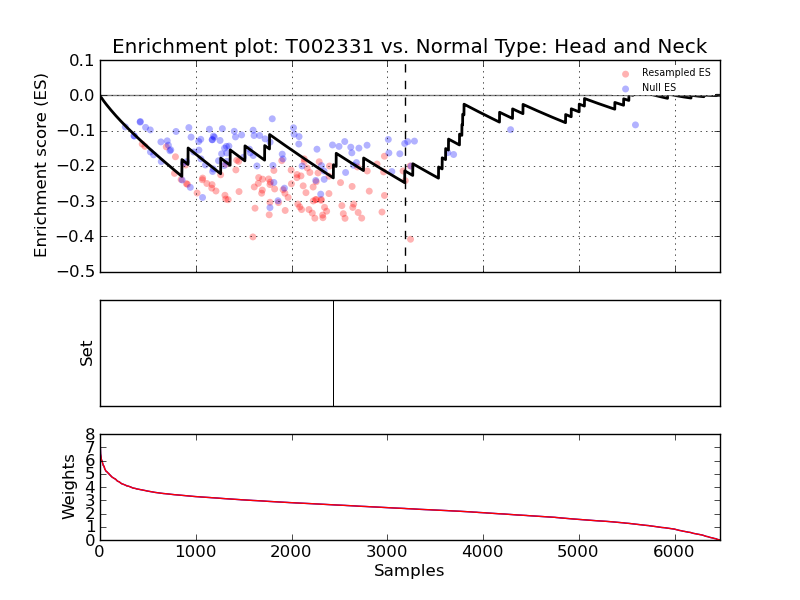 Enrichment plot: T002331 vs. Normal Type: Head and Neck
Enrichment score (ES)
0.1
0.0
−0.1
−0.2
−0.3
−0.4
−0.5
Resampled ES
Null ES
Set
Weights
8
7
6
5
4
3
2
1
0
0 1000 2000 3000 4000 5000 6000
Samples